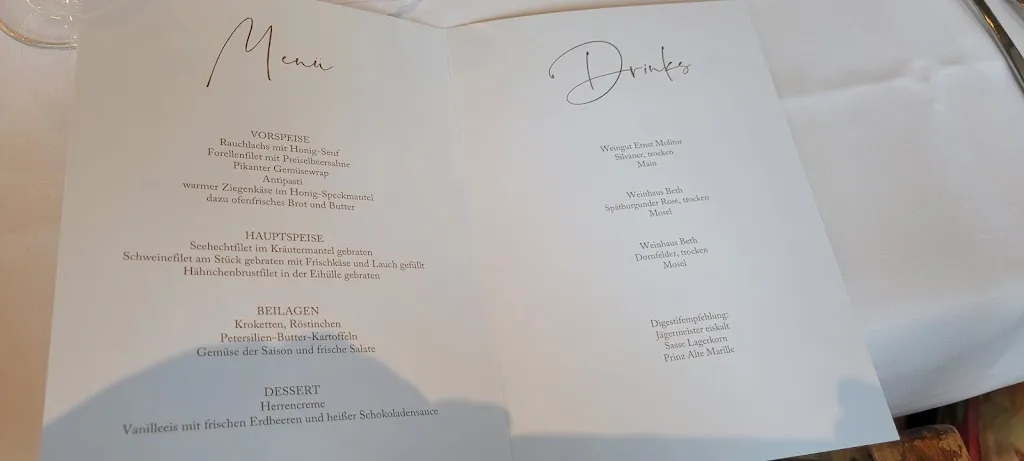 Menü
VORSPEISE
Rauchlachs mit Honig-Senf
Forellenfilet mit Preiselbeersahne
Pikanter Gemüsewrap
Antipasti
warmer Ziegenkäse im Honig-Speckmantel
dazu ofenfrisches Brot und Butter
HAUPTSPEISE
Seehechtfilet im Kräutermantel gebraten
Schweinefilet am Stück gebraten mit Frischkäse und Lauch gefüllt
Hähnchenbrustfilet in der Eihülle gebraten
BEILAGEN
Kroketten, Röstinchen
Petersilien-Butter-Kartoffeln
Gemüse der Saison und frische Salate
DESSERT
Herrencreme
Vanilleeis mit frischen Erdbeeren und heißer Schokoladensauce
Drinks
Weingut Ernst Molitor
Silvaner, trocken
Main
Weinhaus Beth
Spätburgunder Rosé, trocken
Mosel
Weinhaus Beth
Dornfelder, trocken
Mosel
Digestifempfehlung:
Jägermeister eiskalt
Sasse Lagerkorn
Prinz Alte Marille